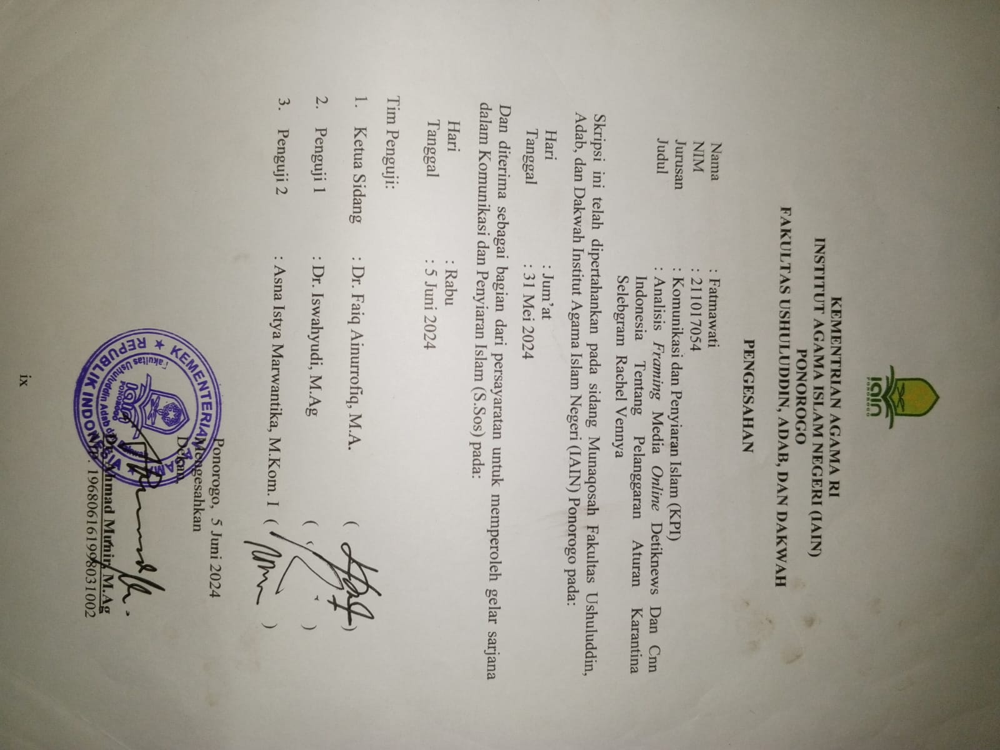 iain
PONOROGO
KEMENTRIAN AGAMA RI
INSTITUT AGAMA ISLAM NEGERI (IAIN)
PONOROGO
FAKULTAS USHULUDDIN, ADAB, DAN DAKWAH
PENGESAHAN
Nama : Fatmawati
NIM : 211017054
Jurusan : Komunikasi dan Penyiaran Islam (KPI)
Judul : Analisis Framing Media Online Detiknews Dan Cnn
Indonesia Tentang Pelanggaran Aturan Karantina
Selebgram Rachel Vennya
Skripsi ini telah dipertahankan pada sidang Munaqosah Fakultas Ushuluddin,
Adab, dan Dakwah Institut Agama Islam Negeri (IAIN) Ponorogo pada:
Hari : Jum’at
Tanggal : 31 Mei 2024
Dan diterima sebagai bagian dari persayaratan untuk memperoleh gelar sarjana
dalam Komunikasi dan Penyiaran Islam (S.Sos) pada:
Hari : Rabu
Tanggal : 5 Juni 2024
Tim Penguji:
1. Ketua Sidang : Dr. Faiq Ainurrofiq, M.A. ( )
2. Penguji 1 : Dr. Iswahyudi, M.Ag ( )
3. Penguji 2 : Asna Istya Marwantika, M.Kom. I ( )
Ponorogo, 5 Juni 2024
Mengesahkan
Dekan,
KEMENTERIAN AGAMA
REPUBLIK INDONESIA
Fakultas Ushuluddin Adab
iain
PONOROGO
Dr. Ahmad Munir, M.Ag
196806161998031002
ix